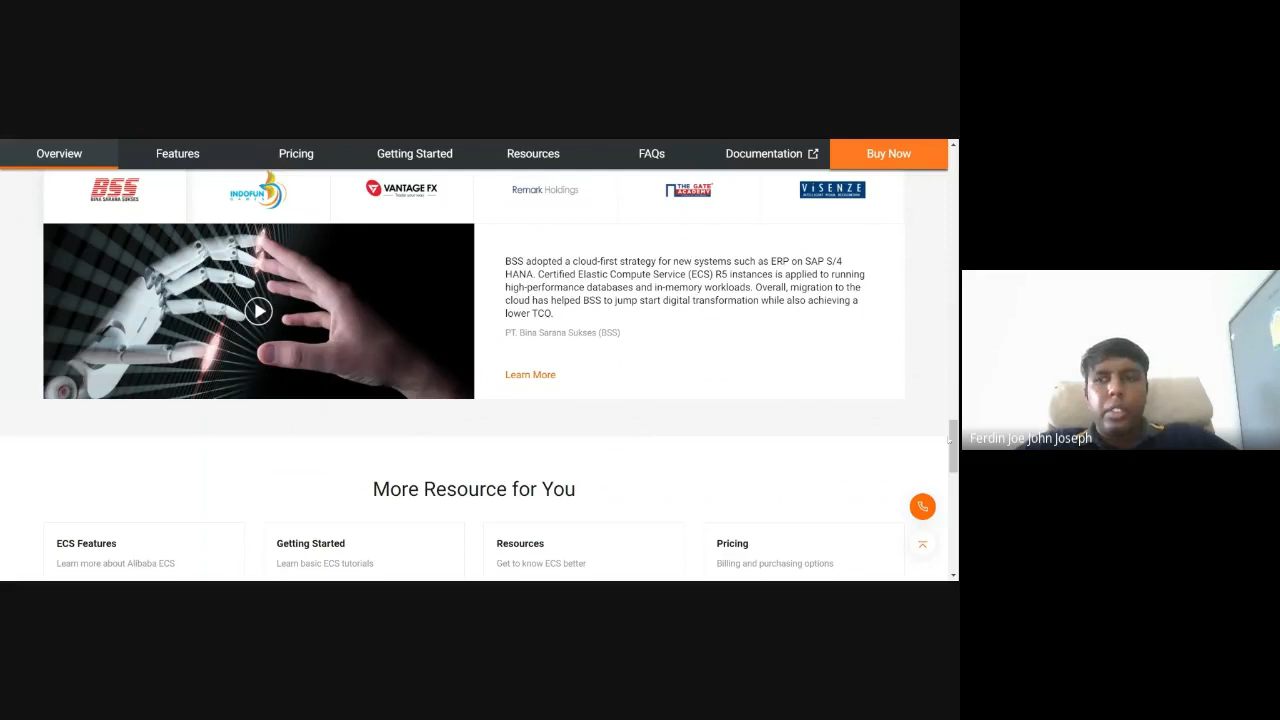 Overview Features Pricing Getting Started Resources FAQs Documentation Buy Now
BSS BINA SARANA SUKSES INDOFUN GAMES VANTAGE FX Remark Holdings THE GATE ACADEMY ViSENZE
BSS adopted a cloud-first strategy for new systems such as ERP on SAP S/4
HANA. Certified Elastic Compute Service (ECS) R5 instances is applied to running
high-performance databases and in-memory workloads. Overall, migration to the
cloud has helped BSS to jump start digital transformation while also achieving a
lower TCO.
PT. Bina Sarana Sukses (BSS)
Learn More
Ferdin Joe John Joseph
More Resource for You
ECS Features Getting Started Resources Pricing
Learn more about Alibaba ECS Learn basic ECS tutorials Get to know ECS better Billing and purchasing options